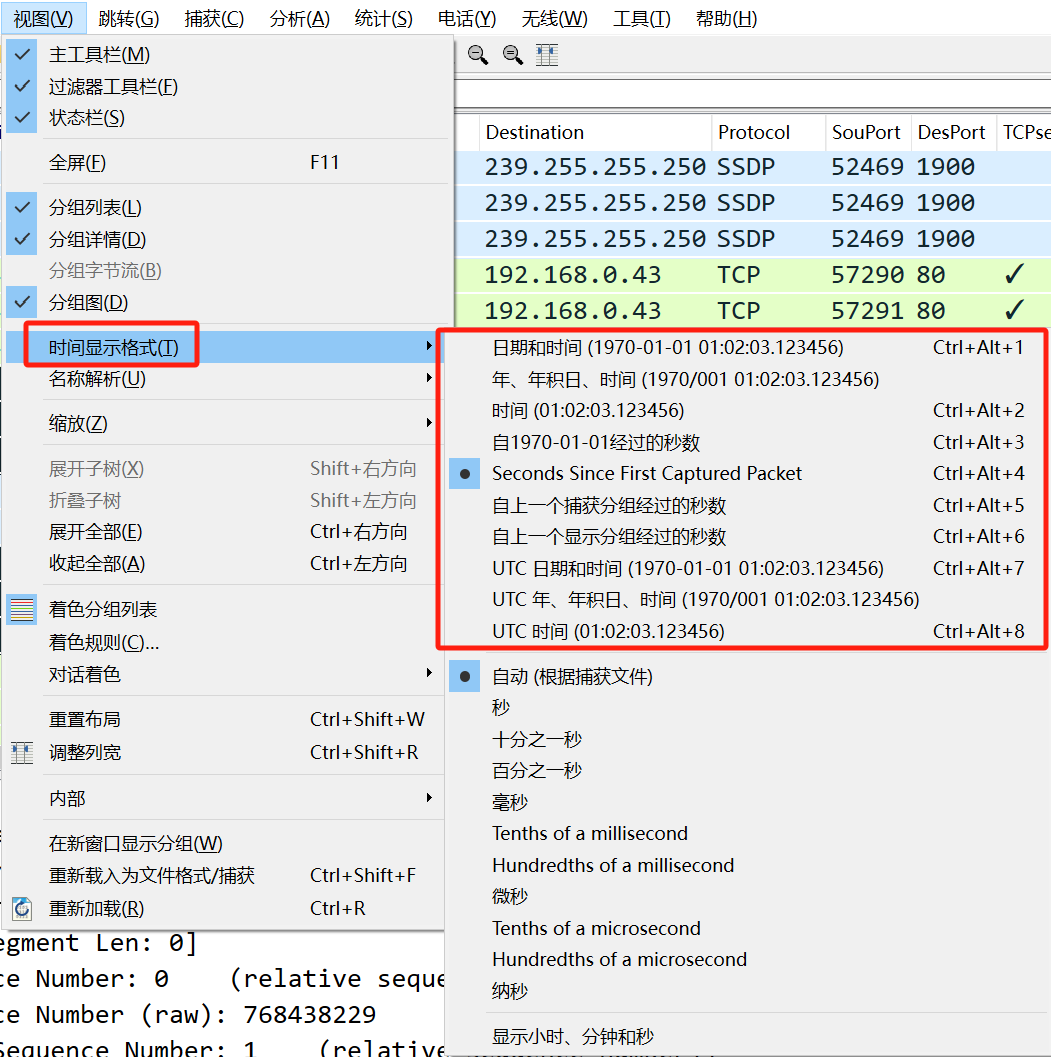 视图(V) 跳转(G) 捕获(C) 分析(A) 统计(S) 电话(Y) 无线(W) 工具(T) 帮助(H)
主工具栏(M)
过滤器工具栏(F)
状态栏(S)
全屏(F) F11
分组列表(L)
分组详情(D)
分组字节流(B)
分组图(D)
时间显示格式(T)
名称解析(U)
缩放(Z)
展开子树(X) Shift+右方向
折叠子树 Shift+左方向
展开全部(E) Ctrl+右方向
收起全部(A) Ctrl+左方向
着色分组列表
着色规则(C)...
对话着色
重置布局 Ctrl+Shift+W
调整列宽 Ctrl+Shift+R
内部
在新窗口显示分组(W)
重新载入为文件格式/捕获 Ctrl+Shift+F
重新加载(R) Ctrl+R
Destination Protocol SouPort DesPort TCPse
239.255.255.250 SSDP 52469 1900
239.255.255.250 SSDP 52469 1900
239.255.255.250 SSDP 52469 1900
192.168.0.43 TCP 57290 80 ✓
192.168.0.43 TCP 57291 80 ✓
日期和时间 (1970-01-01 01:02:03.123456) Ctrl+Alt+1
年、年积日、时间 (1970/001 01:02:03.123456)
时间 (01:02:03.123456) Ctrl+Alt+2
自1970-01-01经过的秒数 Ctrl+Alt+3
Seconds Since First Captured Packet Ctrl+Alt+4
自上一个捕获分组经过的秒数 Ctrl+Alt+5
自上一个显示分组经过的秒数 Ctrl+Alt+6
UTC 日期和时间 (1970-01-01 01:02:03.123456) Ctrl+Alt+7
UTC 年、年积日、时间 (1970/001 01:02:03.123456)
UTC 时间 (01:02:03.123456) Ctrl+Alt+8
自动 (根据捕获文件)
秒
十分之一秒
百分之一秒
毫秒
Tenths of a millisecond
Hundredths of a millisecond
微秒
Tenths of a microsecond
Hundredths of a microsecond
纳秒
显示小时、分钟和秒
egment Len: 0]
ce Number: 0 (relative seque
ce Number (raw): 768438229
Sequence Number: 1 (relative